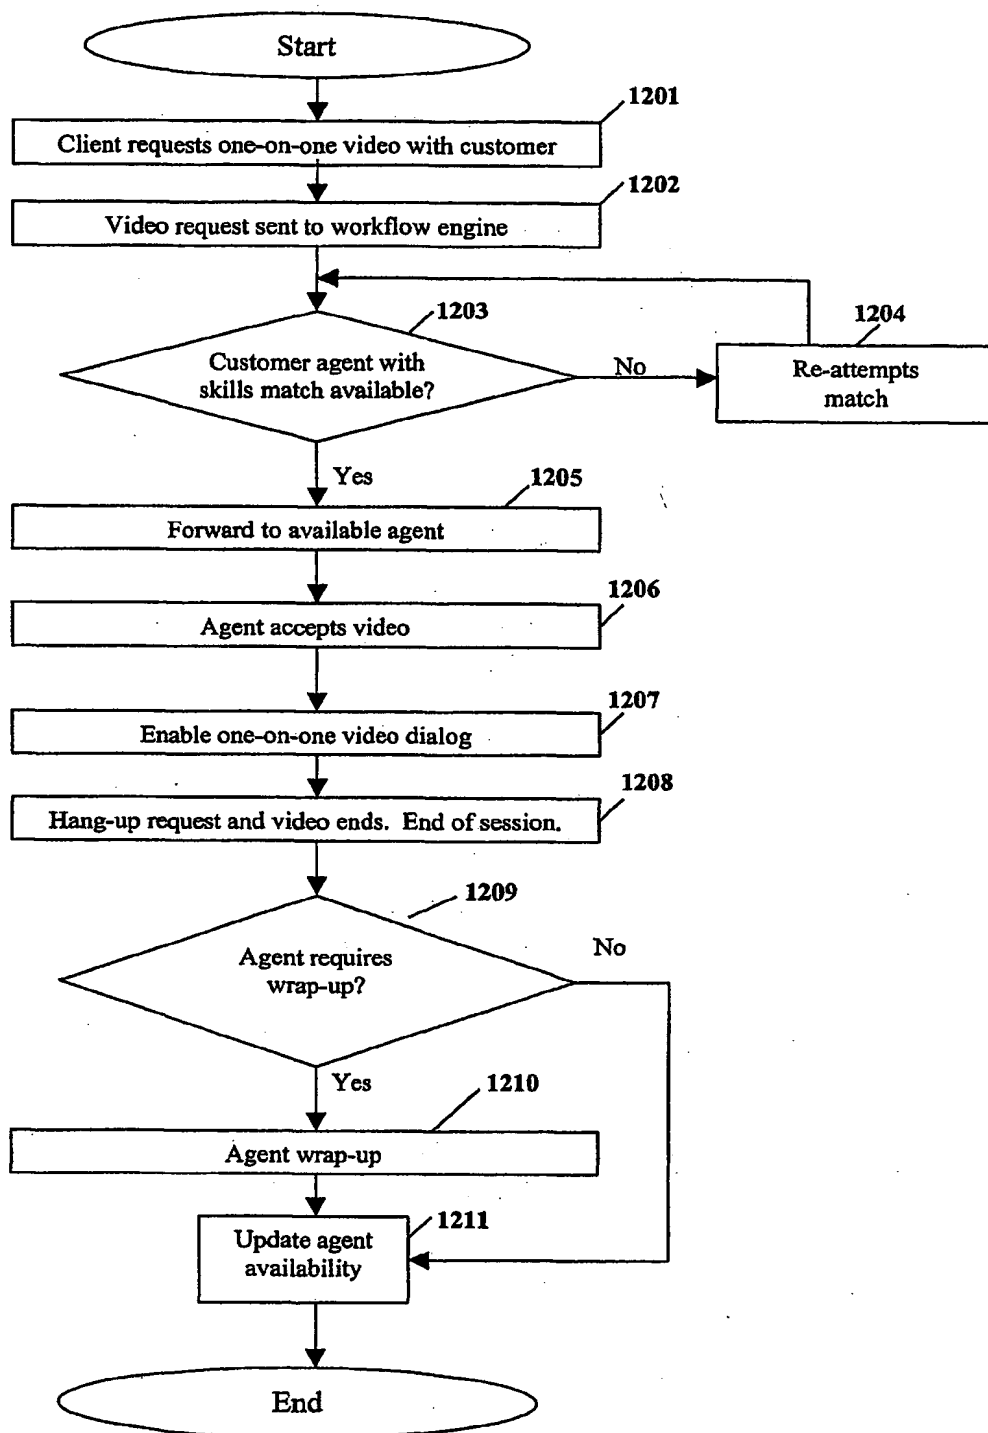 Start
1201
Client requests one-on-one video with customer
1202
Video request sent to workflow engine
1203
Customer agent with
skills match available?
No
1204
Re-attempts
match
Yes
1205
Forward to available agent
1206
Agent accepts video
1207
Enable one-on-one video dialog
1208
Hang-up request and video ends. End of session.
1209
Agent requires
wrap-up?
No
Yes
1210
Agent wrap-up
1211
Update agent
availability
End